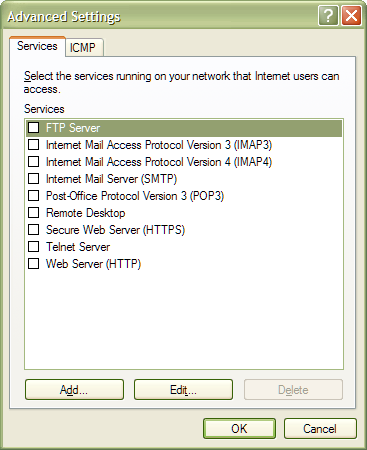 Advanced Settings
Services
ICMP
Select the services running on your network that Internet users can
access.
Services
FTP Server
Internet Mail Access Protocol Version 3 (IMAP3)
Internet Mail Access Protocol Version 4 (IMAP4)
Internet Mail Server (SMTP)
Post-Office Protocol Version 3 (POP3)
Remote Desktop
Secure Web Server (HTTPS)
Telnet Server
Web Server (HTTP)
Add...
Edit...
Delete
OK
Cancel